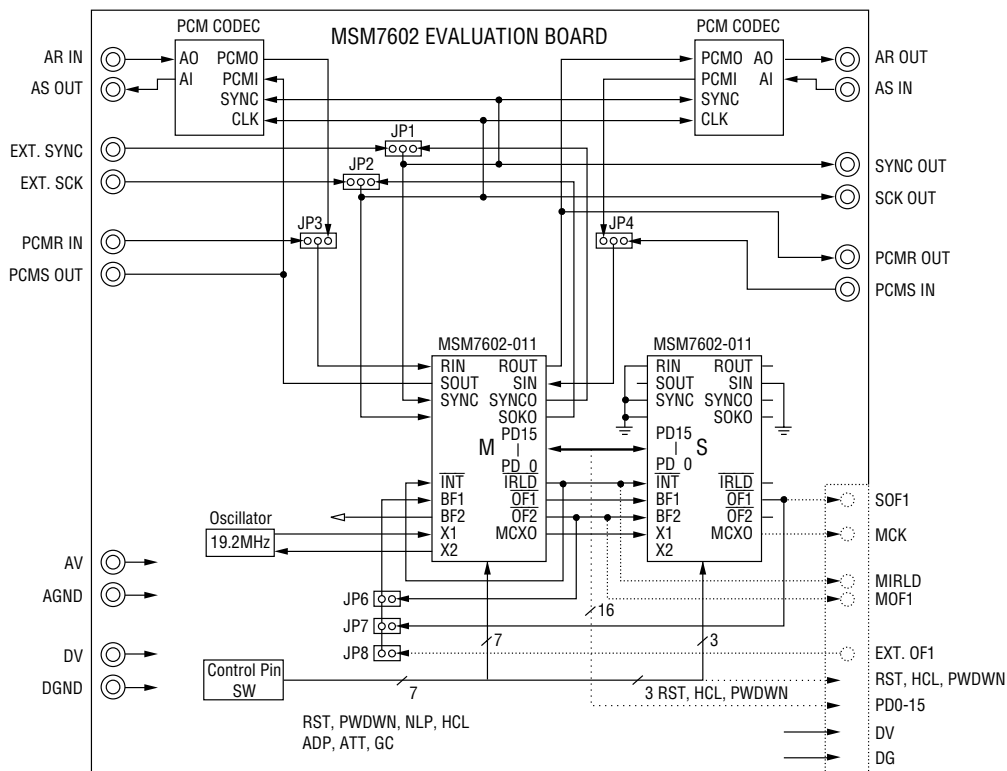 MSM7602 EVALUATION BOARD
PCM CODEC
AO PCMO
AI PCMI
SYNC
CLK
PCM CODEC
PCMO AO
PCMI AI
SYNC
CLK
AR IN
AS OUT
EXT. SYNC
EXT. SCK
PCMR IN
PCMS OUT
AR OUT
AS IN
SYNC OUT
SCK OUT
PCMR OUT
PCMS IN
JP1
JP2
JP3
JP4
MSM7602-011
RIN ROUT
SOUT SIN
SYNC SYNCO
SOKO
PD15
M
PD 0
INT IRLD
BF1 OF1
BF2 OF2
X1 MCXO
X2
MSM7602-011
RIN ROUT
SOUT SIN
SYNC SYNCO
SOKO
PD15
S
PD 0
INT IRLD
BF1 OF1
BF2 OF2
X1 MCXO
X2
Oscillator
19.2MHz
AV
AGND
DV
DGND
JP6
JP7
JP8
16
7
3
Control Pin
SW
7
3 RST, HCL, PWDWN
RST, PWDWN, NLP, HCL
ADP, ATT, GC
SOF1
MCK
MIRLD
MOF1
EXT. OF1
RST, HCL, PWDWN
PD0-15
DV
DG